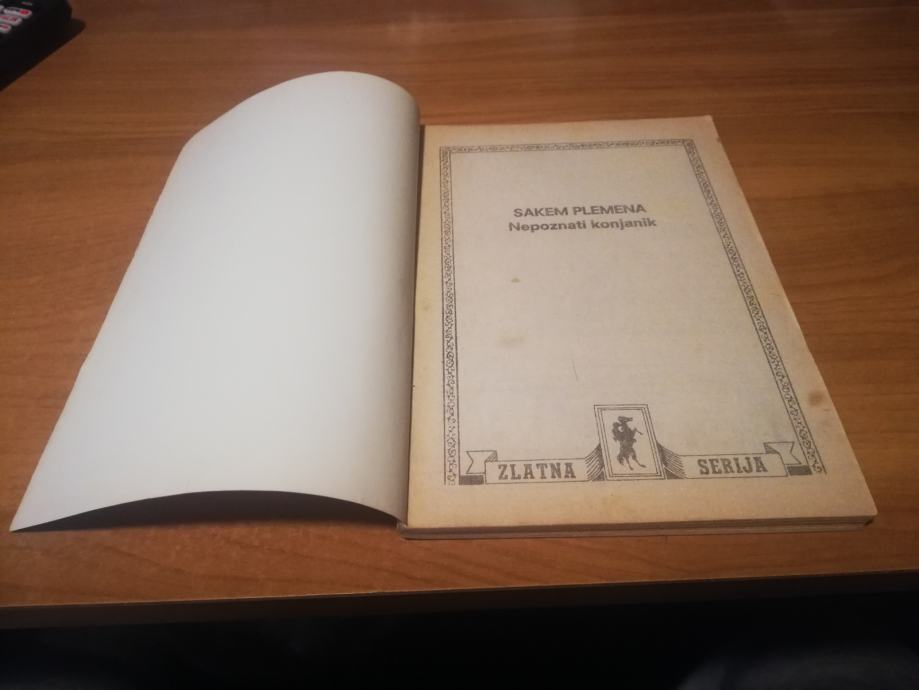 SAKEM PLEMENA
Nepoznati konjanik
ZLATNA SERIJA